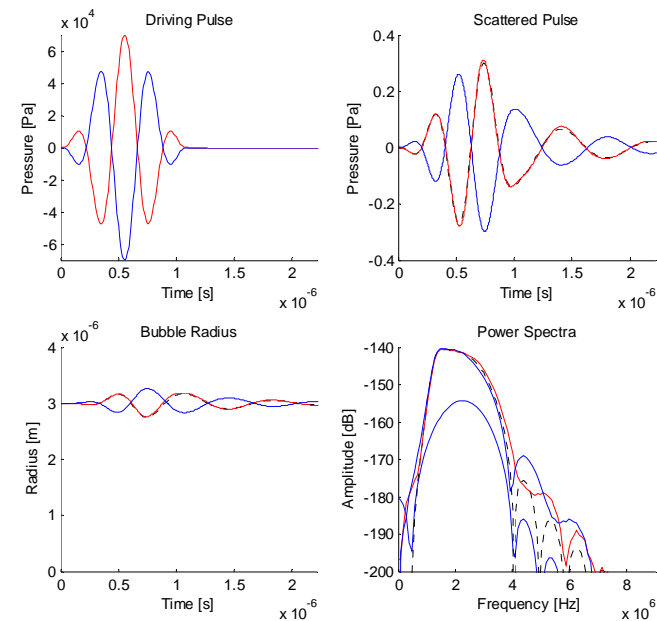 Driving Pulse
x 10^4
Pressure [Pa]
6
4
2
0
-2
-4
-6
0 0.5 1 1.5 2
Time [s]
x 10^-6
Scattered Pulse
Pressure [Pa]
0.4
0.2
0
-0.2
-0.4
0 0.5 1 1.5 2
Time [s]
x 10^-6
Bubble Radius
x 10^-6
Radius [m]
4
2
0
0 0.5 1 1.5 2
Time [s]
x 10^-6
Power Spectra
Amplitude [dB]
-140
-150
-160
-170
-180
-190
-200
0 2 4 6 8
Frequency [Hz]
x 10^6